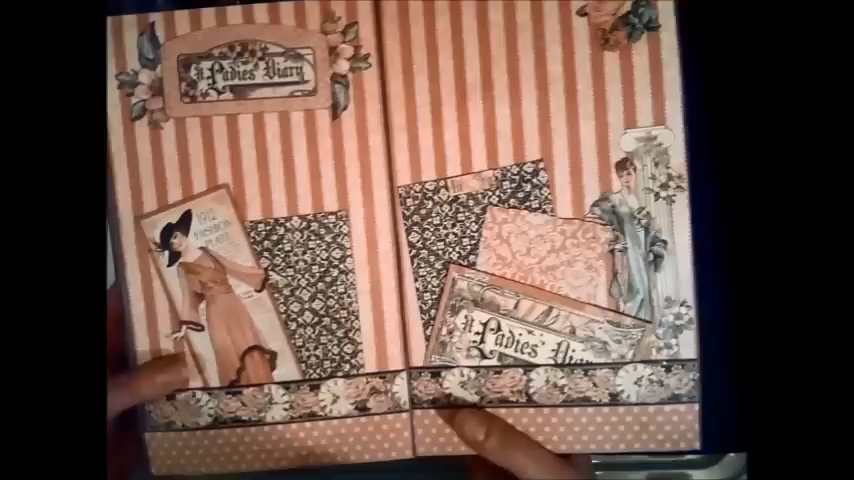 A Ladies' Diary
1912
FASHION
PLATE
A Ladies' Diary